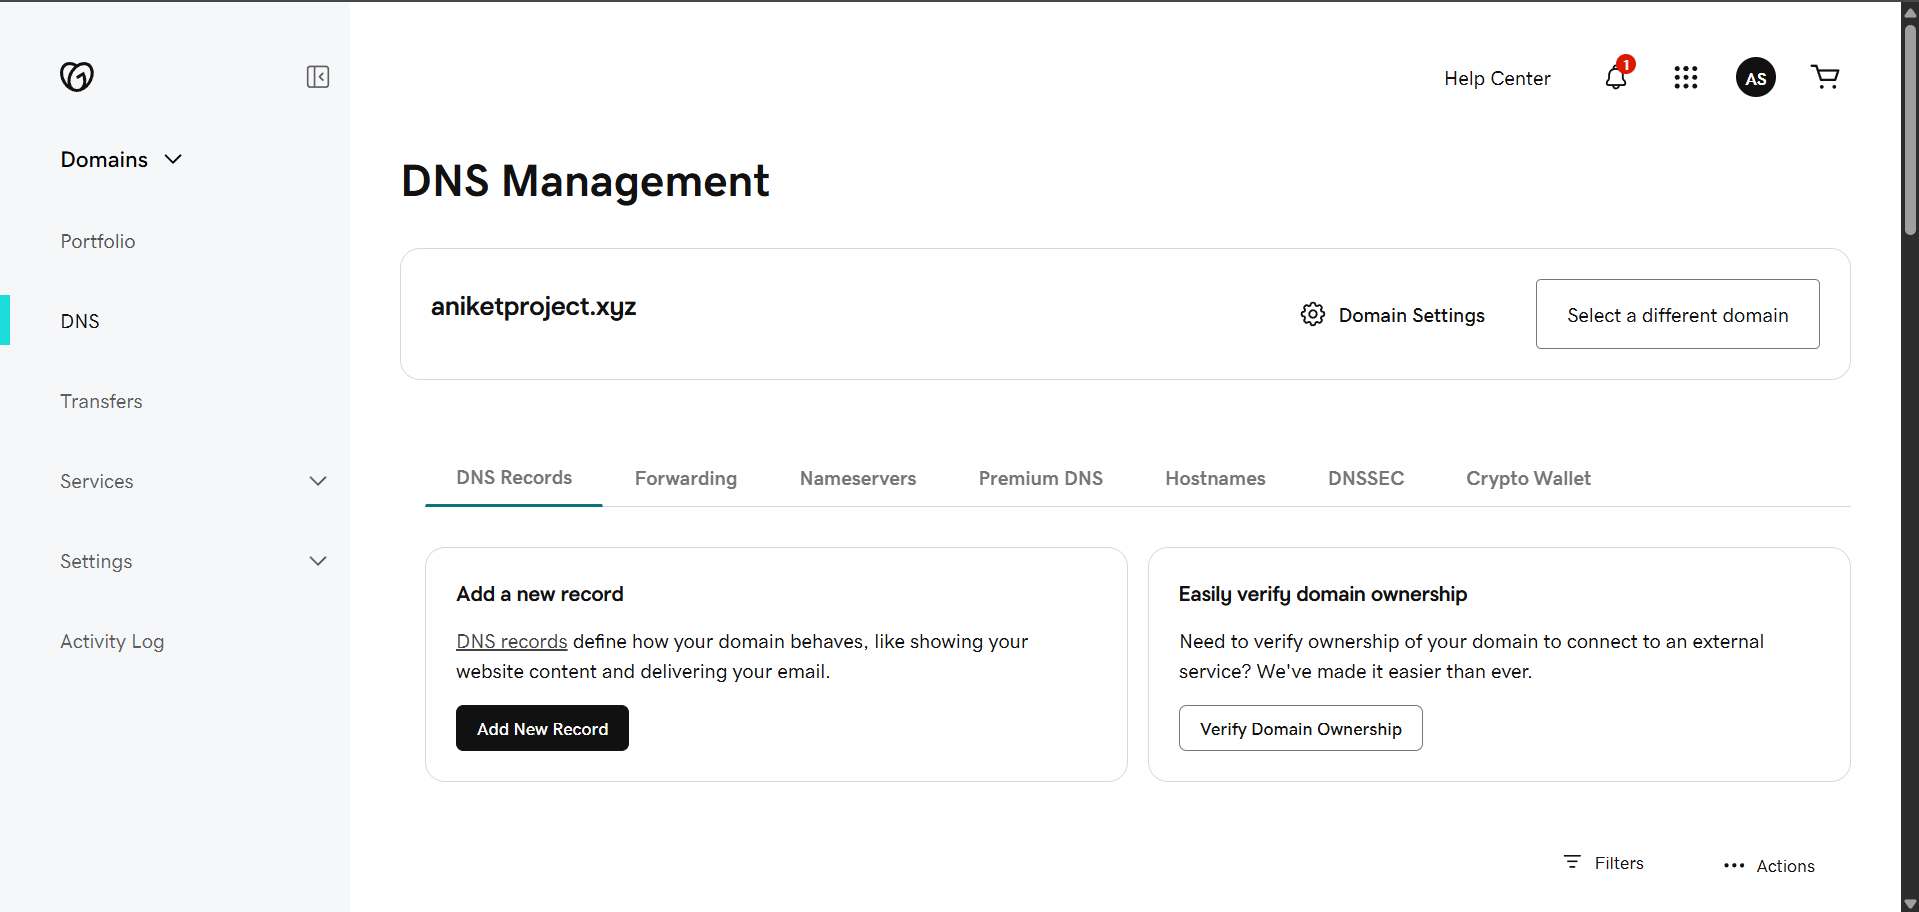 Help Center
1
AS
Domains
Portfolio
DNS
Transfers
Services
Settings
Activity Log
DNS Management
aniketproject.xyz
Domain Settings
Select a different domain
DNS Records
Forwarding
Nameservers
Premium DNS
Hostnames
DNSSEC
Crypto Wallet
Add a new record
DNS records define how your domain behaves, like showing your
website content and delivering your email.
Add New Record
Easily verify domain ownership
Need to verify ownership of your domain to connect to an external
service? We've made it easier than ever.
Verify Domain Ownership
Filters
Actions